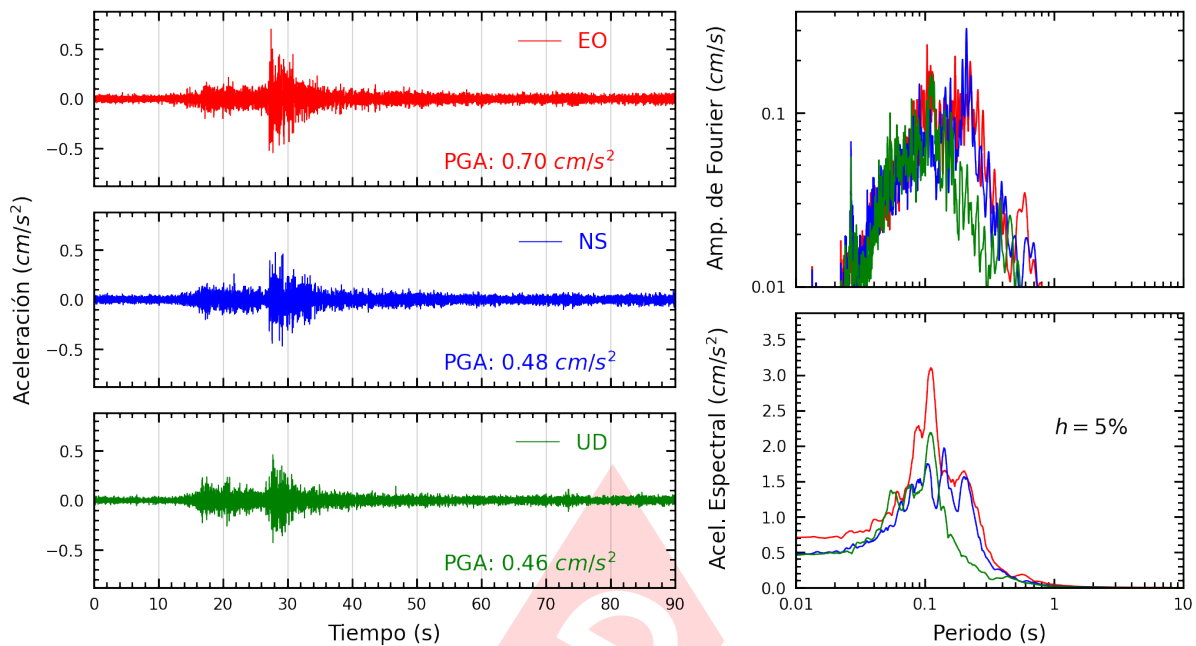 Aceleración (cm/s²)
0.5
0.0
−0.5
EO
PGA: 0.70 cm/s²
0.5
0.0
−0.5
NS
PGA: 0.48 cm/s²
0.5
0.0
−0.5
UD
PGA: 0.46 cm/s²
0 10 20 30 40 50 60 70 80 90
Tiempo (s)
Amp. de Fourier (cm/s)
0.1
0.01
Acel. Espectral (cm/s²)
3.5
3.0
2.5
2.0
1.5
1.0
0.5
0.0
h = 5%
0.01 0.1 1 10
Periodo (s)